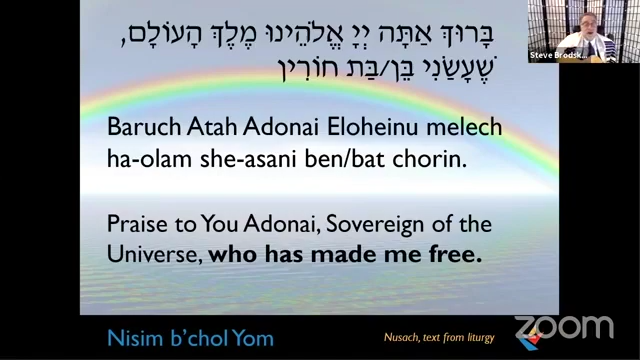 בָּרוּךְ אַתָּה יְיָ אֱלֹהֵינוּ מֶלֶךְ הָעוֹלָם,
שֶׁעָשַׂנִי בֵּן/בַּת חוֹרִין
Steve Brodsk...
Baruch Atah Adonai Eloheinu melech
ha-olam she-asani ben/bat chorin.
Praise to You Adonai, Sovereign of the
Universe, who has made me free.
Nisim b'chol Yom
Nusach, text from liturgy
zoom